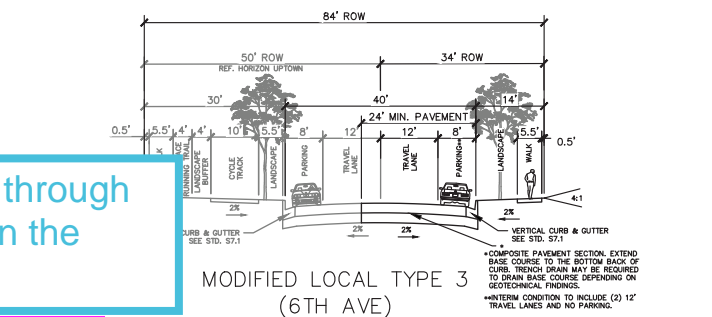 84' ROW
50' ROW
REF. HORIZON UPTOWN
34' ROW
30'
40'
14'
24' MIN. PAVEMENT
0.5'
5.5'
4'
4'
10'
5.5'
8'
12'
12'
8'
5.5'
0.5'
RUNNING TRAIL
LANDSCAPE
BUFFER
CYCLE
TRACK
LANDSCAPE
PARKING
TRAVEL
LANE
TRAVEL
LANE
PARKING**
LANDSCAPE
WALK
through
n the
2%
2%
2%
2%
4:1
CURB & GUTTER
SEE STD. S7.1
VERTICAL CURB & GUTTER
SEE STD. S7.1
*
*COMPOSITE PAVEMENT SECTION. EXTEND
BASE COURSE TO THE BOTTOM BACK OF
CURB. TRENCH DRAIN MAY BE REQUIRED
TO DRAIN BASE COURSE DEPENDING ON
GEOTECHNICAL FINDINGS.
**INTERIM CONDITION TO INCLUDE (2) 12'
TRAVEL LANES AND NO PARKING.
MODIFIED LOCAL TYPE 3
(6TH AVE)